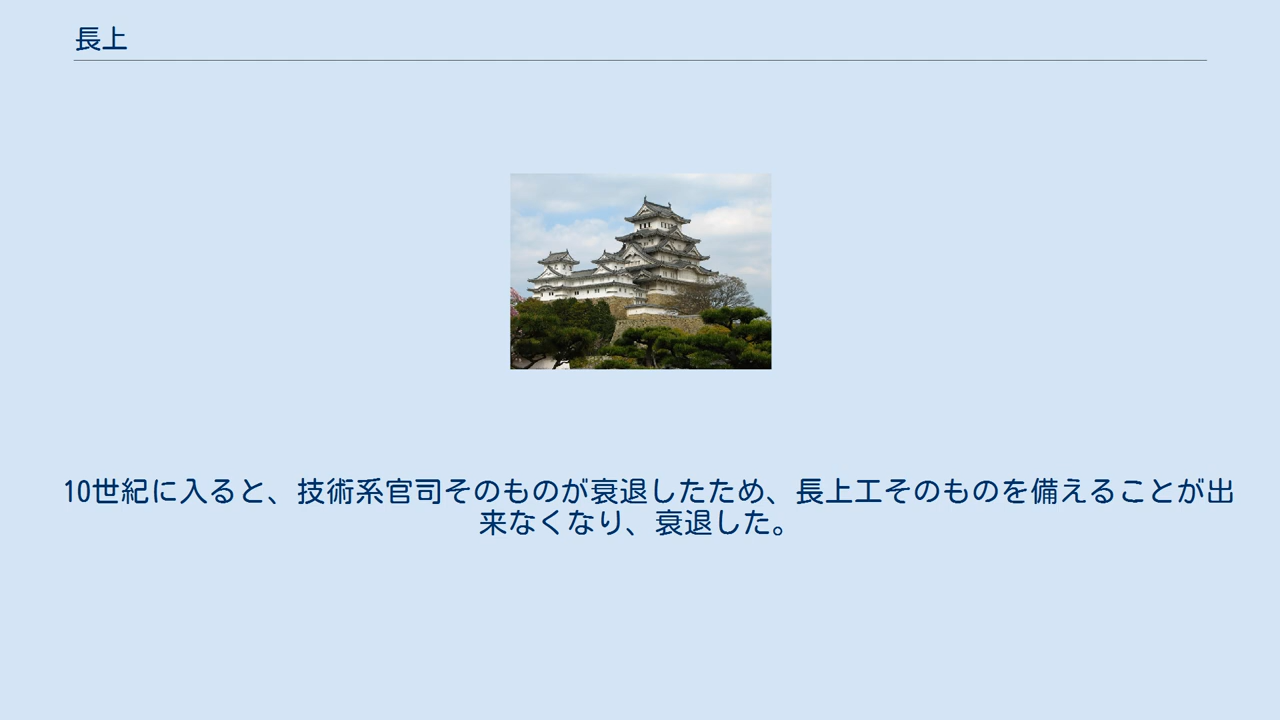 長上
10世紀に入ると、技術系官司そのものが衰退したため、長上工そのものを備えることが出
来なくなり、衰退した。